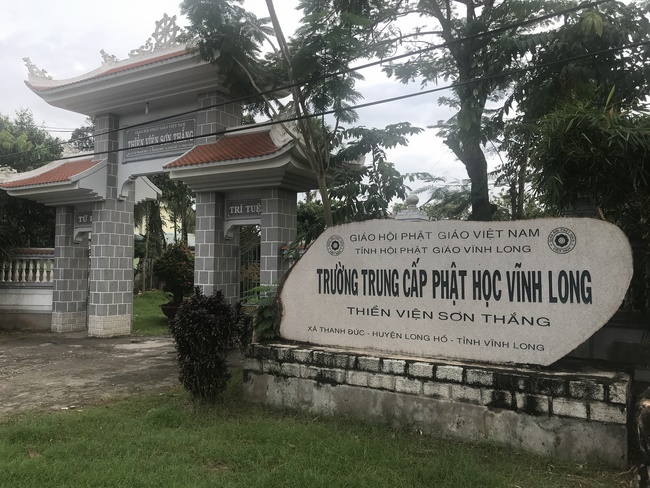 THIỀN VIỆN SƠN THẮNG
TỪ B
TRÍ TUỆ
GIÁO HỘI PHẬT GIÁO VIỆT NAM
TỈNH HỘI PHẬT GIÁO VĨNH LONG
TRƯỜNG TRUNG CẤP PHẬT HỌC VĨNH LONG
THIỀN VIỆN SƠN THẮNG
XÃ THANH ĐỨC - HUYỆN LONG HỒ - TỈNH VĨNH LONG